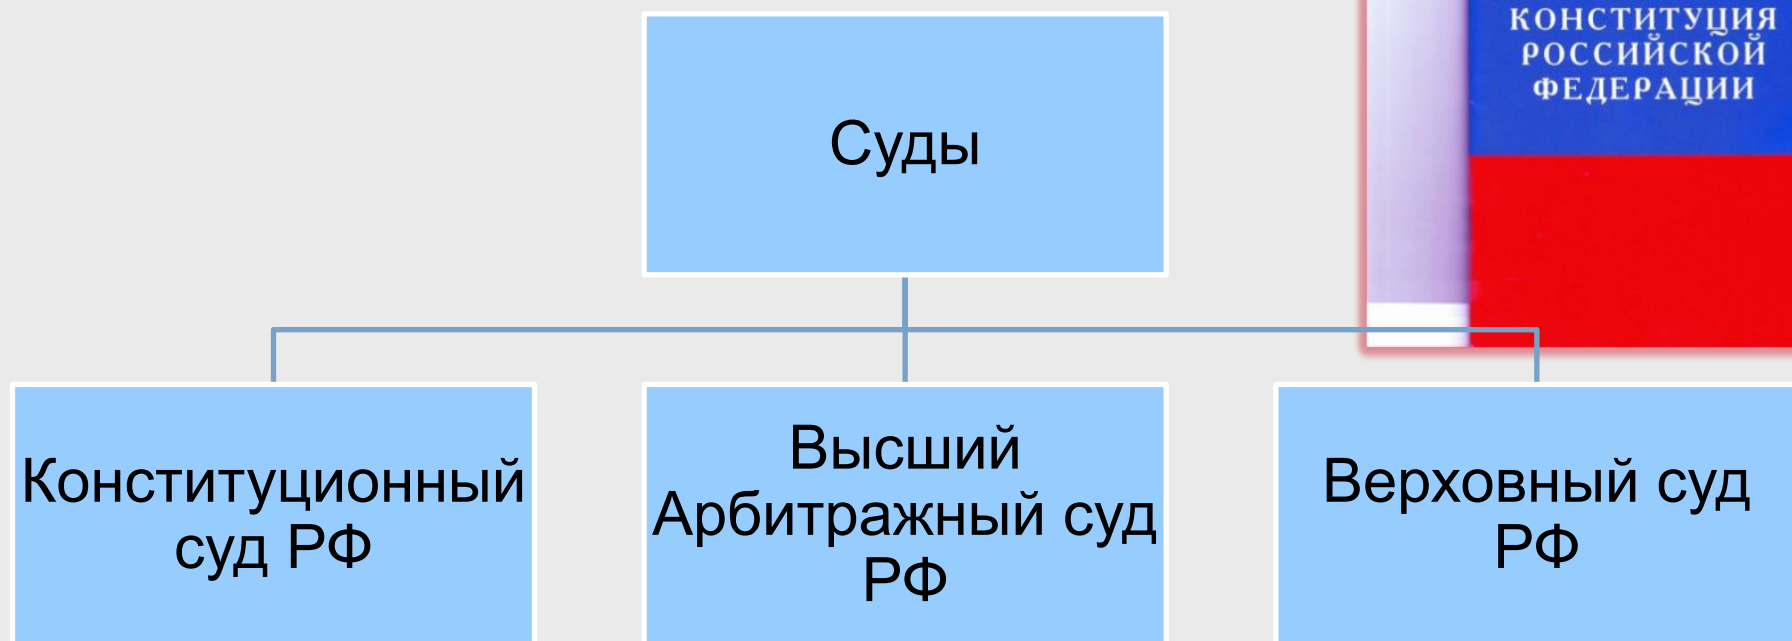 КОНСТИТУЦИЯ
РОССИЙСКОЙ
ФЕДЕРАЦИИ
Суды
Конституционный
суд РФ
Высший
Арбитражный суд
РФ
Верховный суд
РФ